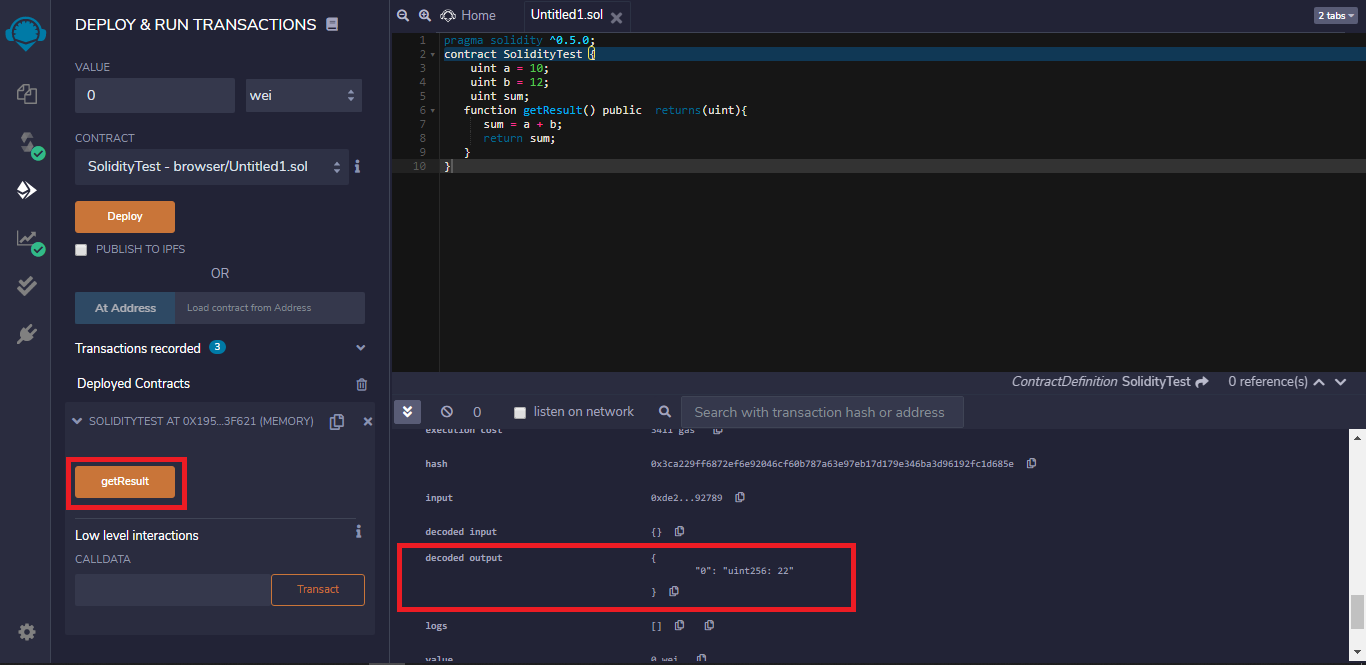 DEPLOY & RUN TRANSACTIONS
VALUE
0
wei
CONTRACT
SolidityTest - browser/Untitled1.sol
i
Deploy
PUBLISH TO IPFS
OR
At Address
Load contract from Address
Transactions recorded 3
Deployed Contracts
SOLIDITYTEST AT 0X195...3F621 (MEMORY)
getResult
Low level interactions
i
CALLDATA
Transact
Home
Untitled1.sol
2 tabs
1 pragma solidity ^0.5.0;
2 contract SolidityTest {
3 uint a = 10;
4 uint b = 12;
5 uint sum;
6 function getResult() public returns(uint){
7 sum = a + b;
8 return sum;
9 }
10 }
ContractDefinition SolidityTest
0 reference(s)
0
listen on network
Search with transaction hash or address
execution cost 3411 gas
hash 0x3ca229ff6872ef6e92046cf60b787a63e97eb17d179e346ba3d96192fc1d685e
input 0xde2...92789
decoded input {}
decoded output {
"0": "uint256: 22"
}
logs []
value 0 wei